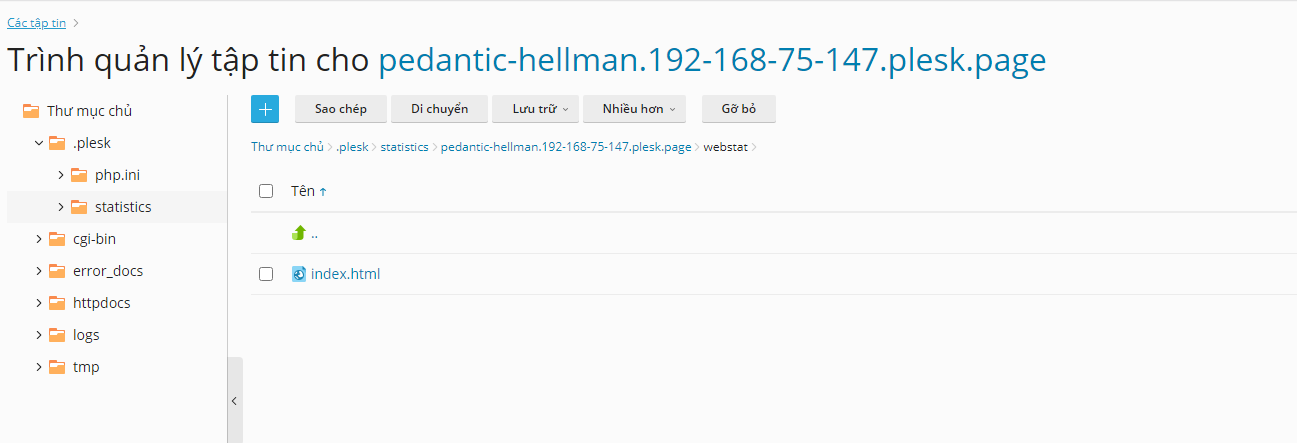 Các tập tin
Trình quản lý tập tin cho pedantic-hellman.192-168-75-147.plesk.page
Thư mục chủ
.plesk
php.ini
statistics
cgi-bin
error_docs
httpdocs
logs
tmp
Sao chép Di chuyển Lưu trữ Nhiều hơn Gỡ bỏ
Thư mục chủ .plesk statistics pedantic-hellman.192-168-75-147.plesk.page webstat
Tên ↑
..
index.html